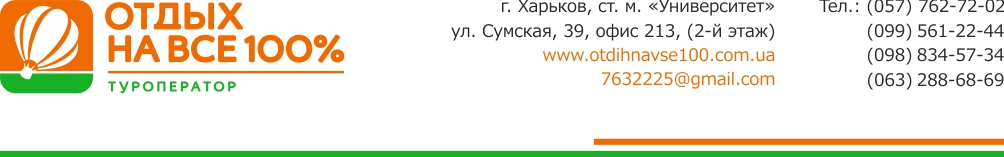 ОТДЫХ
НА ВСЕ 100%
ТУРОПЕРАТОР
г. Харьков, ст. м. «Университет»
ул. Сумская, 39, офис 213, (2-й этаж)
www.otdihnavse100.com.ua
7632225@gmail.com
Тел.: (057) 762-72-02
(099) 561-22-44
(098) 834-57-34
(063) 288-68-69